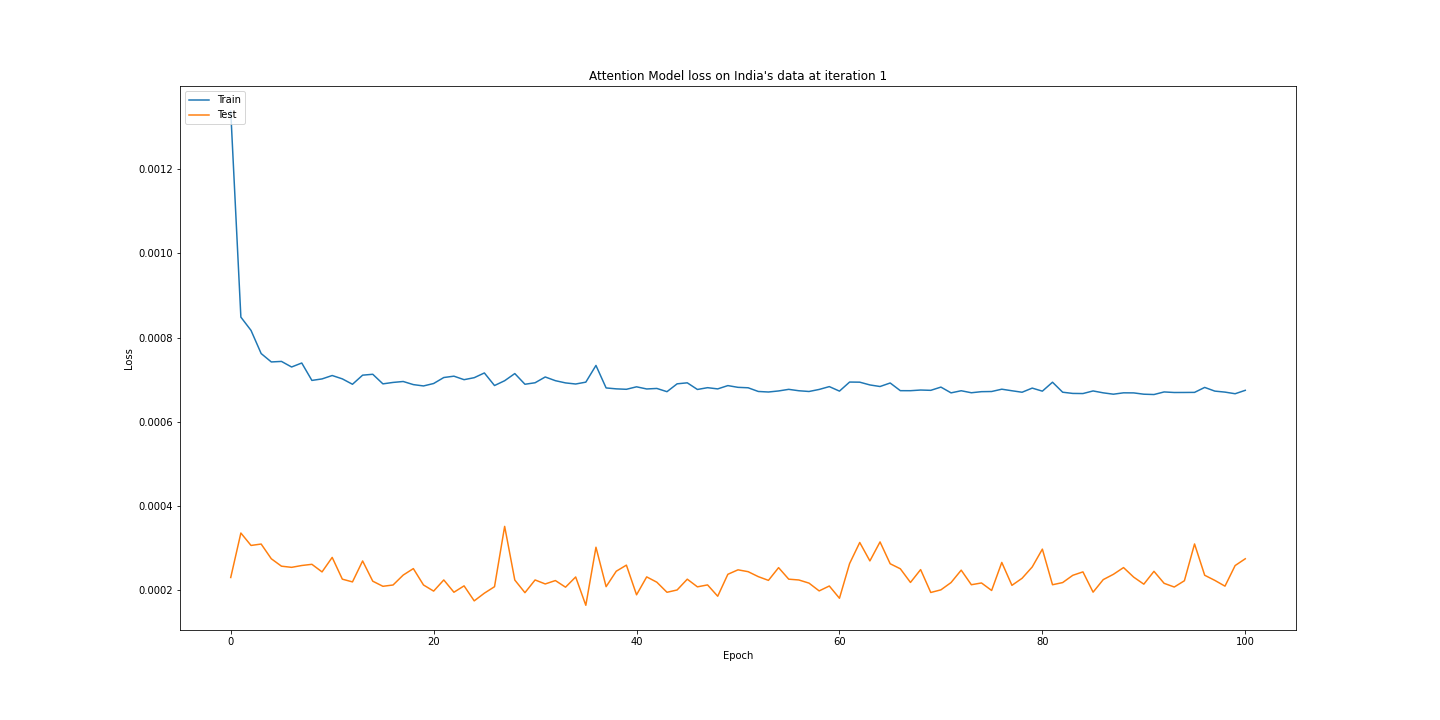 Attention Model loss on India's data at iteration 1
Train
Test
0.0012
0.0010
0.0008
0.0006
0.0004
0.0002
Loss
0 20 40 60 80 100
Epoch